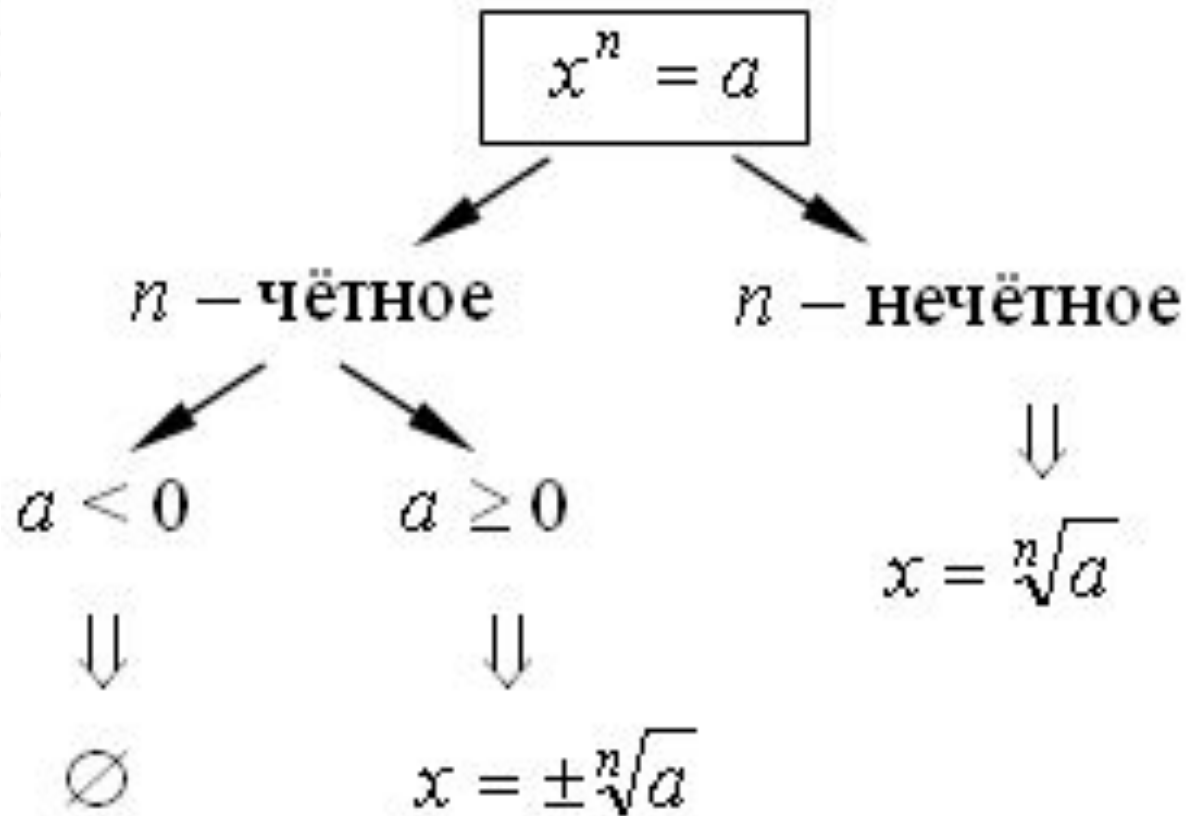 xⁿ = a
n – чётное n – нечётное
a < 0 a ≥ 0
⇓
x = ⁿ√a
⇓ ⇓
∅ x = ±ⁿ√a